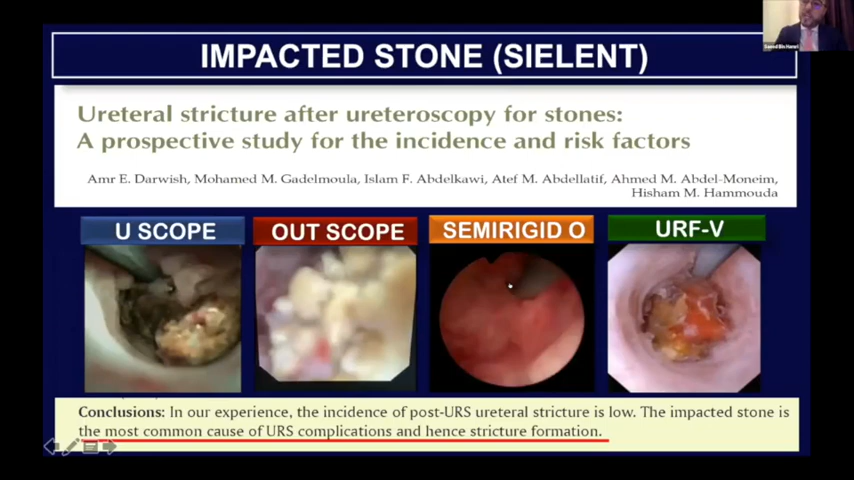 IMPACTED STONE (SIELENT)
Ureteral stricture after ureteroscopy for stones:
A prospective study for the incidence and risk factors
Amr E. Darwish, Mohamed M. Gadelmoula, Islam F. Abdelkawi, Atef M. Abdellatif, Ahmed M. Abdel-Moneim,
Hisham M. Hammouda
U SCOPE
OUT SCOPE
SEMIRIGID O
URF-V
Conclusions: In our experience, the incidence of post-URS ureteral stricture is low. The impacted stone is
the most common cause of URS complications and hence stricture formation.